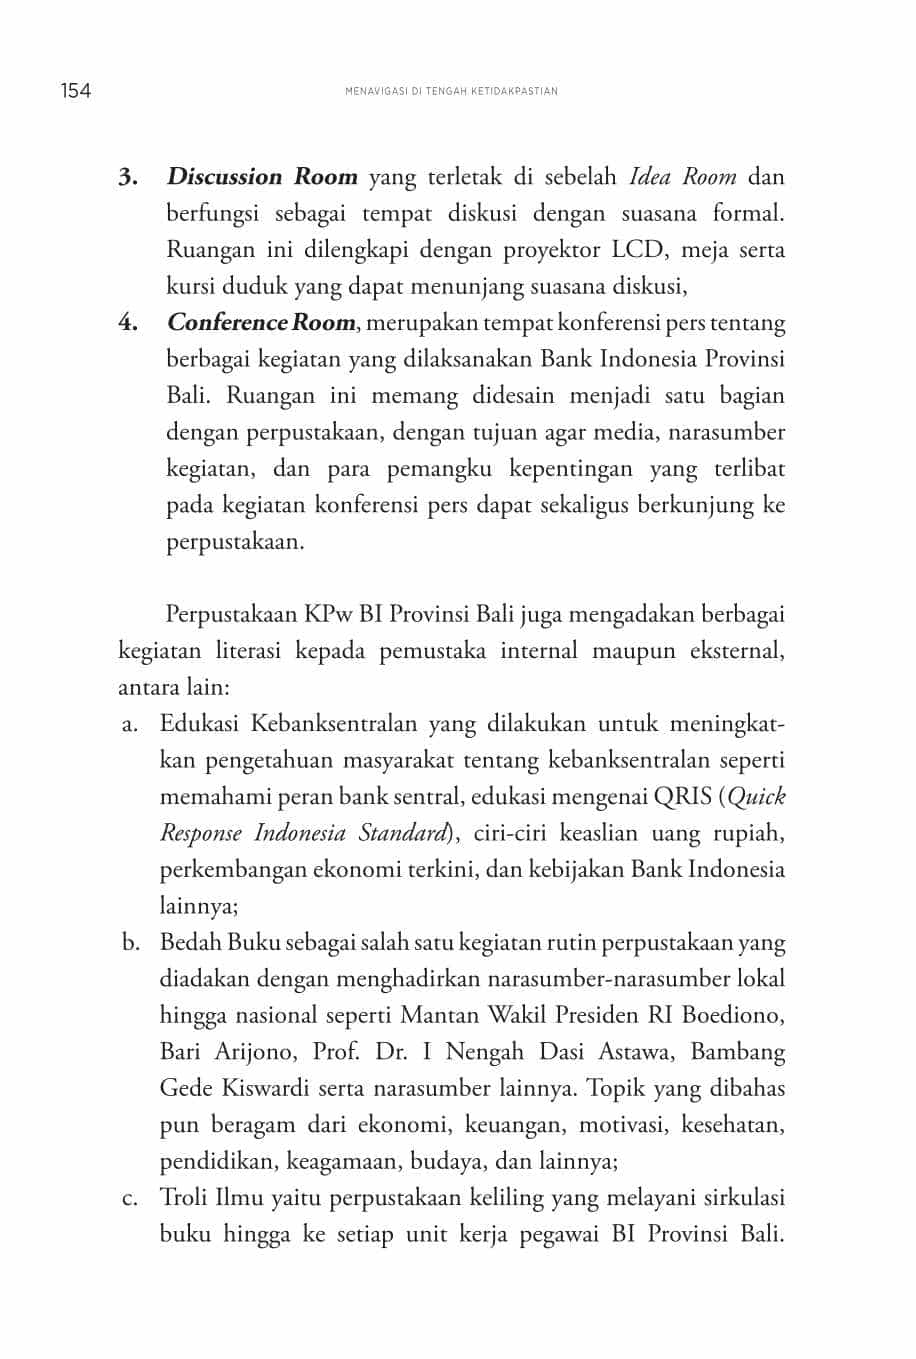 154
MENAVIGASI DI TENGAH KETIDAKPASTIAN
3. Discussion Room yang terletak di sebelah Idea Room dan
berfungsi sebagai tempat diskusi dengan suasana formal.
Ruangan ini dilengkapi dengan proyektor LCD, meja serta
kursi duduk yang dapat menunjang suasana diskusi,
4. Conference Room, merupakan tempat konferensi pers tentang
berbagai kegiatan yang dilaksanakan Bank Indonesia Provinsi
Bali. Ruangan ini memang didesain menjadi satu bagian
dengan perpustakaan, dengan tujuan agar media, narasumber
kegiatan, dan para pemangku kepentingan yang terlibat
pada kegiatan konferensi pers dapat sekaligus berkunjung ke
perpustakaan.
Perpustakaan KPw BI Provinsi Bali juga mengadakan berbagai
kegiatan literasi kepada pemustaka internal maupun eksternal,
antara lain:
a. Edukasi Kebanksentralan yang dilakukan untuk meningkat-
kan pengetahuan masyarakat tentang kebanksentralan seperti
memahami peran bank sentral, edukasi mengenai QRIS (Quick
Response Indonesia Standard), ciri-ciri keaslian uang rupiah,
perkembangan ekonomi terkini, dan kebijakan Bank Indonesia
lainnya;
b. Bedah Buku sebagai salah satu kegiatan rutin perpustakaan yang
diadakan dengan menghadirkan narasumber-narasumber lokal
hingga nasional seperti Mantan Wakil Presiden RI Boediono,
Bari Arijono, Prof. Dr. I Nengah Dasi Astawa, Bambang
Gede Kiswardi serta narasumber lainnya. Topik yang dibahas
pun beragam dari ekonomi, keuangan, motivasi, kesehatan,
pendidikan, keagamaan, budaya, dan lainnya;
c. Troli Ilmu yaitu perpustakaan keliling yang melayani sirkulasi
buku hingga ke setiap unit kerja pegawai BI Provinsi Bali.